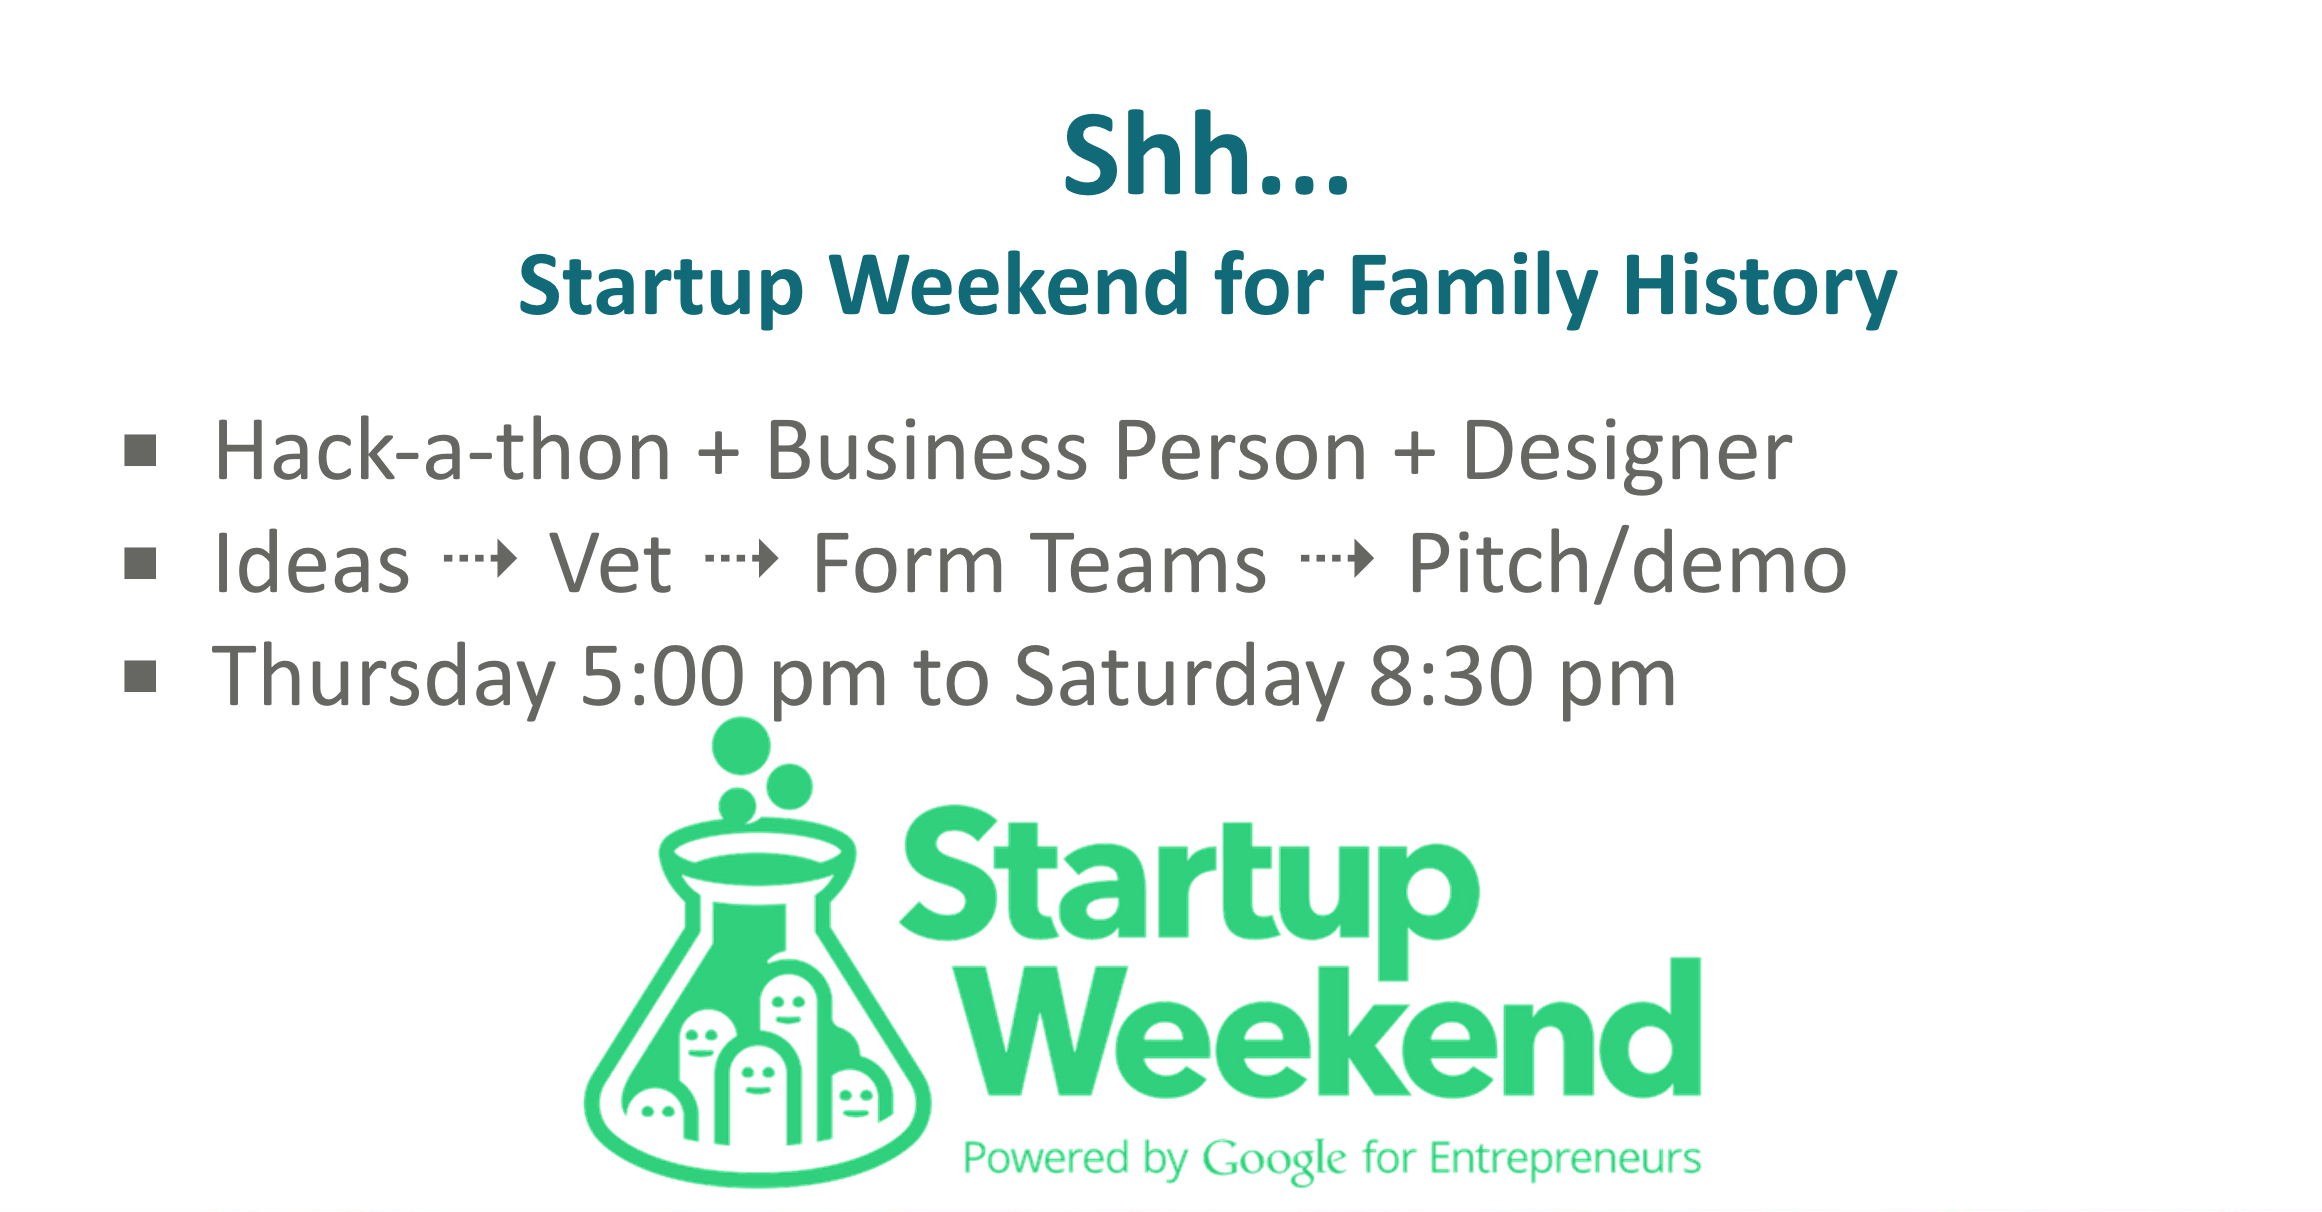 Shh...
Startup Weekend for Family History
▪ Hack-a-thon + Business Person + Designer
▪ Ideas ⇢ Vet ⇢ Form Teams ⇢ Pitch/demo
▪ Thursday 5:00 pm to Saturday 8:30 pm
Startup
Weekend
Powered by Google for Entrepreneurs